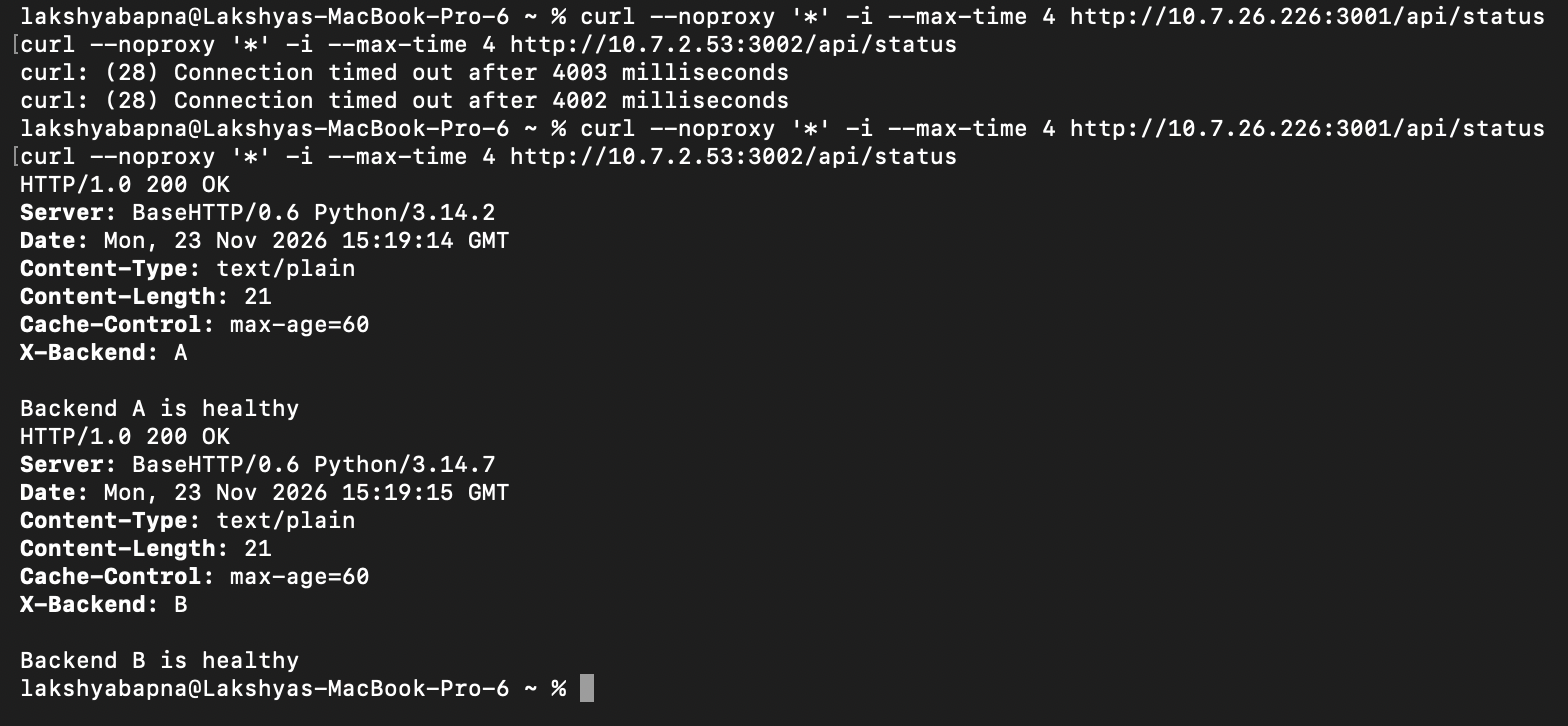 lakshyabapna@Lakshyas-MacBook-Pro-6 ~ % curl --noproxy '*' -i --max-time 4 http://10.7.26.226:3001/api/status
[curl --noproxy '*' -i --max-time 4 http://10.7.2.53:3002/api/status
curl: (28) Connection timed out after 4003 milliseconds
curl: (28) Connection timed out after 4002 milliseconds
lakshyabapna@Lakshyas-MacBook-Pro-6 ~ % curl --noproxy '*' -i --max-time 4 http://10.7.26.226:3001/api/status
[curl --noproxy '*' -i --max-time 4 http://10.7.2.53:3002/api/status
HTTP/1.0 200 OK
Server: BaseHTTP/0.6 Python/3.14.2
Date: Mon, 23 Nov 2026 15:19:14 GMT
Content-Type: text/plain
Content-Length: 21
Cache-Control: max-age=60
X-Backend: A

Backend A is healthy
HTTP/1.0 200 OK
Server: BaseHTTP/0.6 Python/3.14.7
Date: Mon, 23 Nov 2026 15:19:15 GMT
Content-Type: text/plain
Content-Length: 21
Cache-Control: max-age=60
X-Backend: B

Backend B is healthy
lakshyabapna@Lakshyas-MacBook-Pro-6 ~ %